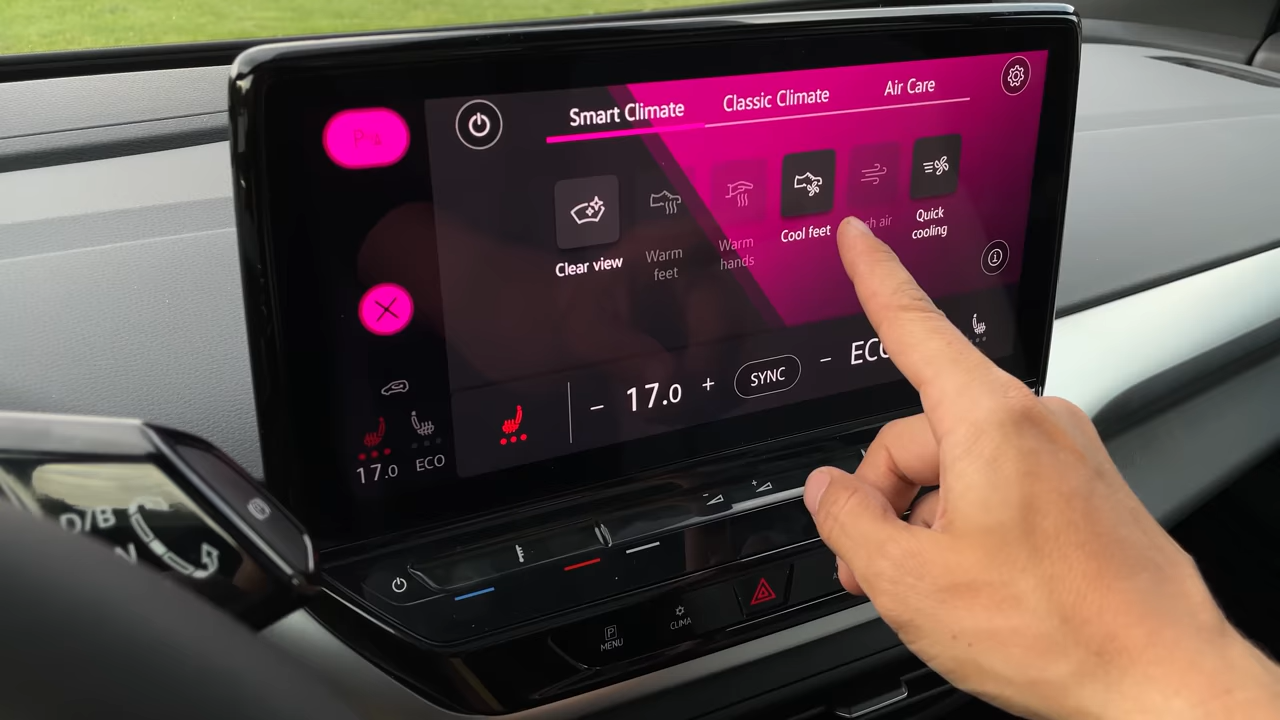 Smart Climate
Classic Climate
Air Care
Clear view
Warm
feet
Warm
hands
Cool feet
air
Quick
cooling
17.0
SYNC
ECO
17.0
ECO
D/B
N
P
MENU
CLIMA